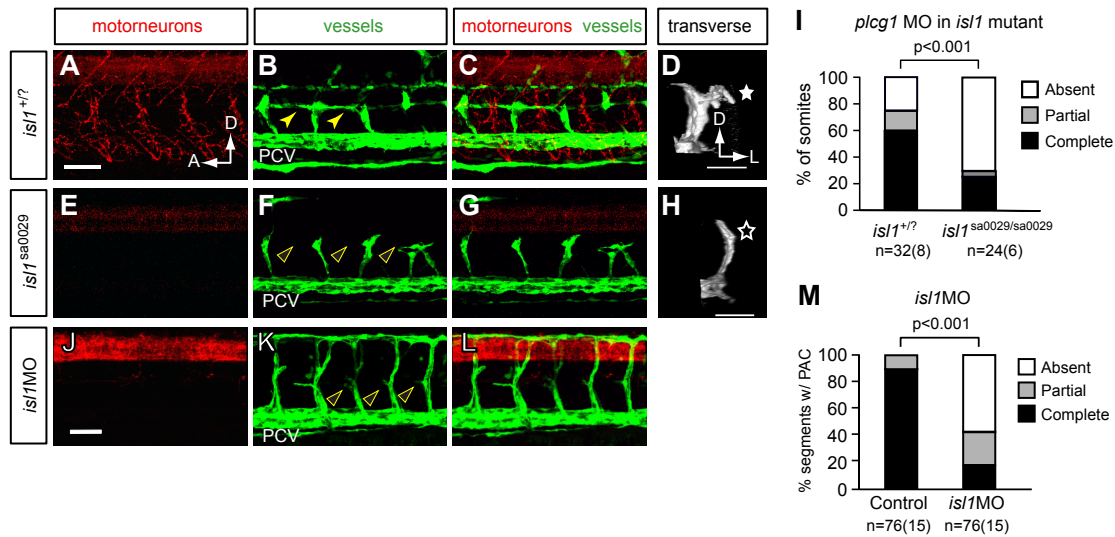 motorneurons
vessels
motorneurons vessels
transverse
isl1+/?
A
D
A
B
PCV
C
D
D
L
isl1sa0029
E
F
PCV
G
H
isl1MO
J
K
PCV
L
I
plcg1 MO in isl1 mutant
p<0.001
% of somites
100
80
60
40
20
0
Absent
Partial
Complete
isl1+/?
isl1sa0029/sa0029
n=32(8)
n=24(6)
M
isl1MO
p<0.001
% segments w/ PAC
100
80
60
40
20
0
Absent
Partial
Complete
Control
isl1MO
n=76(15)
n=76(15)